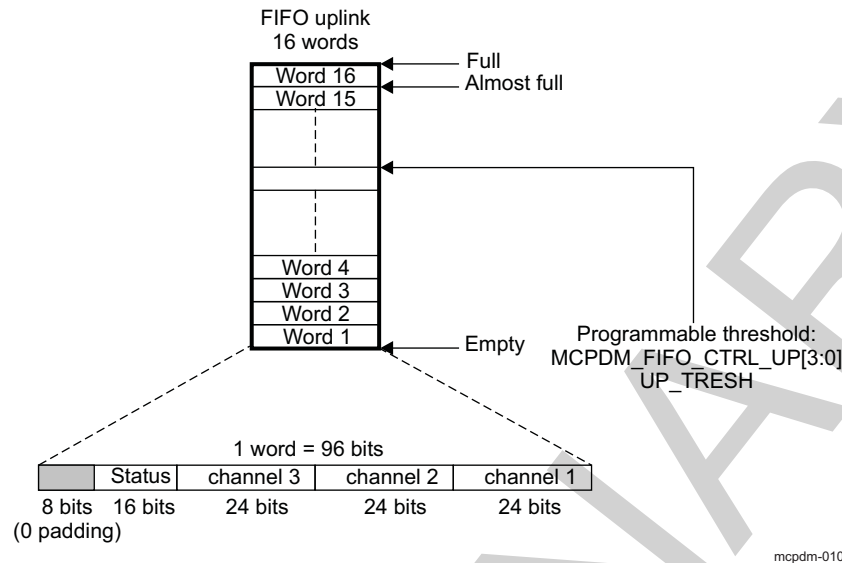 FIFO uplink
16 words
Full
Word 16
Almost full
Word 15
Word 4
Word 3
Word 2
Word 1
Empty
Programmable threshold:
MCPDM_FIFO_CTRL_UP[3:0]
UP_TRESH
1 word = 96 bits
Status channel 3 channel 2 channel 1
8 bits 16 bits 24 bits 24 bits 24 bits
(0 padding)
mcpdm-010